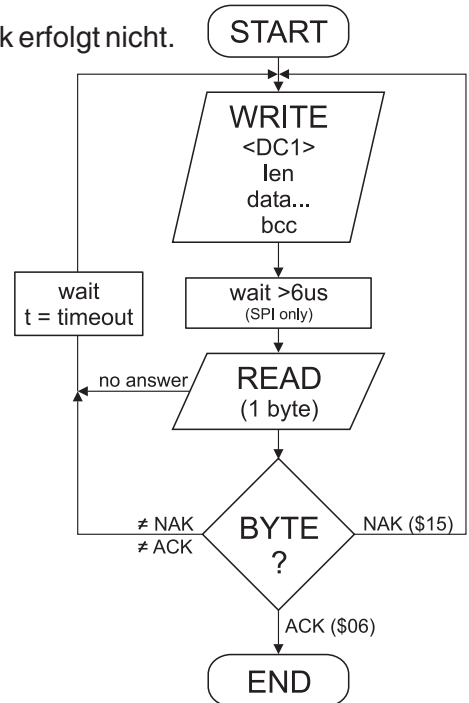 k erfolgt nicht.
START
WRITE
<DC1>
len
data...
bcc
wait
t = timeout
wait >6us
(SPI only)
no answer
READ
(1 byte)
≠ NAK
≠ ACK
BYTE
?
NAK ($15)
ACK ($06)
END